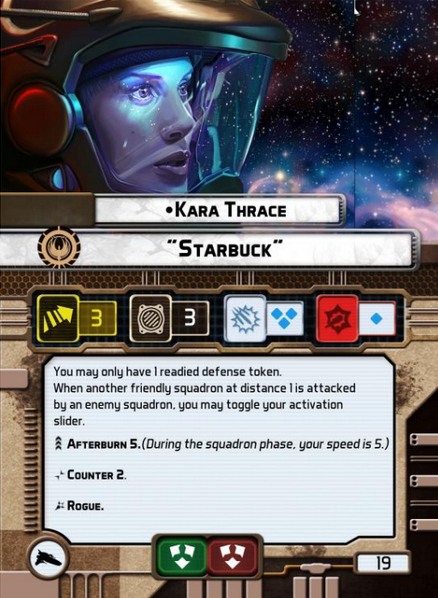 •Kara Thrace
"Starbuck"
3 3
You may only have 1 readied defense token.
When another friendly squadron at distance 1 is attacked
by an enemy squadron, you may toggle your activation
slider.
Afterburn 5.(During the squadron phase, your speed is 5.)
Counter 2.
Rogue.
19